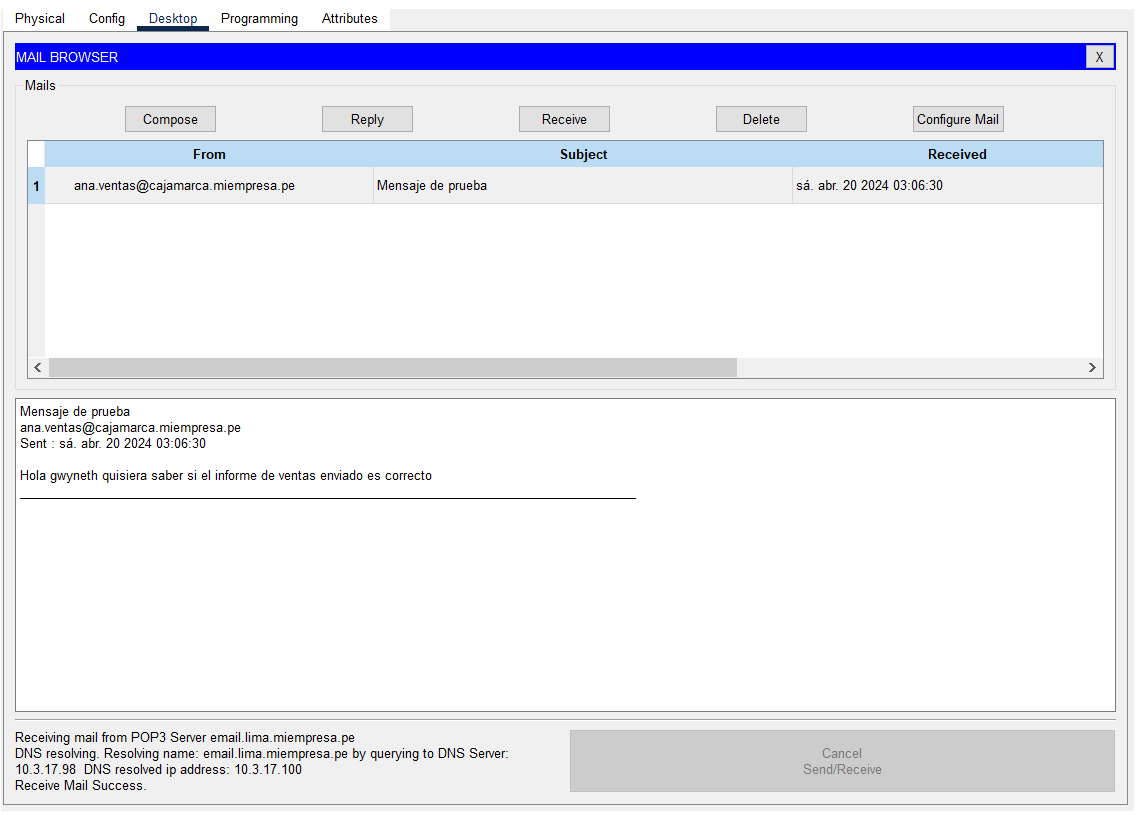 Physical Config Desktop Programming Attributes
MAIL BROWSER X
Mails
Compose Reply Receive Delete Configure Mail
From Subject Received
1 ana.ventas@cajamarca.miempresa.pe Mensaje de prueba sá. abr. 20 2024 03:06:30
Mensaje de prueba
ana.ventas@cajamarca.miempresa.pe
Sent : sá. abr. 20 2024 03:06:30
Hola gwyneth quisiera saber si el informe de ventas enviado es correcto
Receiving mail from POP3 Server email.lima.miempresa.pe
DNS resolving. Resolving name: email.lima.miempresa.pe by querying to DNS Server:
10.3.17.98 DNS resolved ip address: 10.3.17.100
Receive Mail Success.
Cancel
Send/Receive